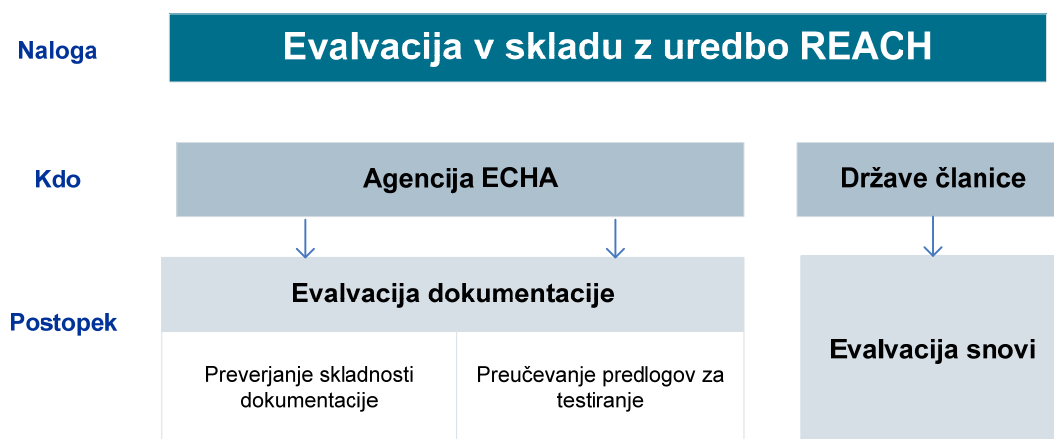 Naloga
Evalvacija v skladu z uredbo REACH
Kdo
Agencija ECHA
Države članice
Postopek
Evalvacija dokumentacije
Preverjanje skladnosti
dokumentacije
Preučevanje predlogov za
testiranje
Evalvacija snovi